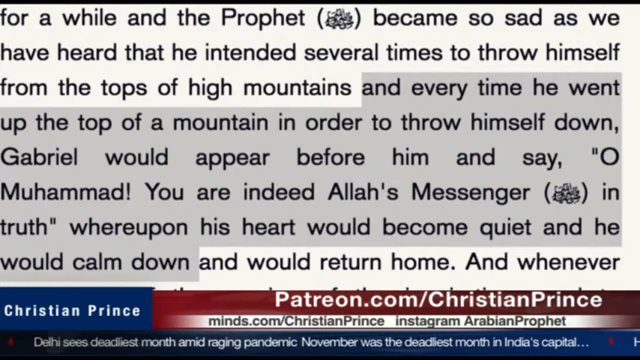 for a while and the Prophet (ﷺ) became so sad as we
have heard that he intended several times to throw himself
from the tops of high mountains and every time he went
up the top of a mountain in order to throw himself down,
Gabriel would appear before him and say, "O
Muhammad! You are indeed Allah's Messenger (ﷺ) in
truth" whereupon his heart would become quiet and he
would calm down and would return home. And whenever
Christian Prince
Patreon.com/ChristianPrince
minds.com/ChristianPrince instagram ArabianProphet
Delhi sees deadliest month amid raging pandemic November was the deadliest month in India's capital…